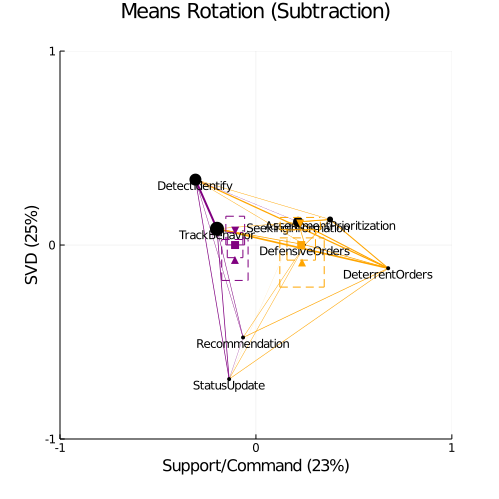 Means Rotation (Subtraction)
1
DetectIdentify
AssessmentPrioritization
SeekingInformation
TrackBehavior
0
DefensiveOrders
DeterrentOrders
SVD (25%)
Recommendation
StatusUpdate
-1
-1
0
1
Support/Command (23%)